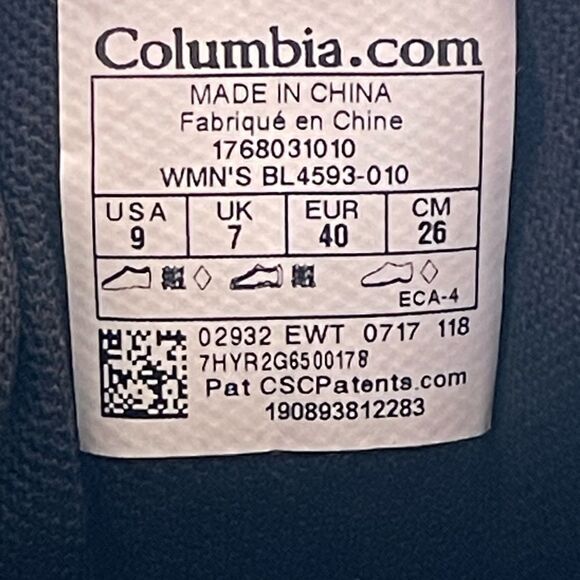 Columbia.com
MADE IN CHINA
Fabriqué en Chine
1768031010
WMN'S BL4593-010
USA UK EUR CM
9 7 40 26
ECA-4
02932 EWT 0717 118
7HYR2G6500178
Pat CSCPatents.com
190893812283